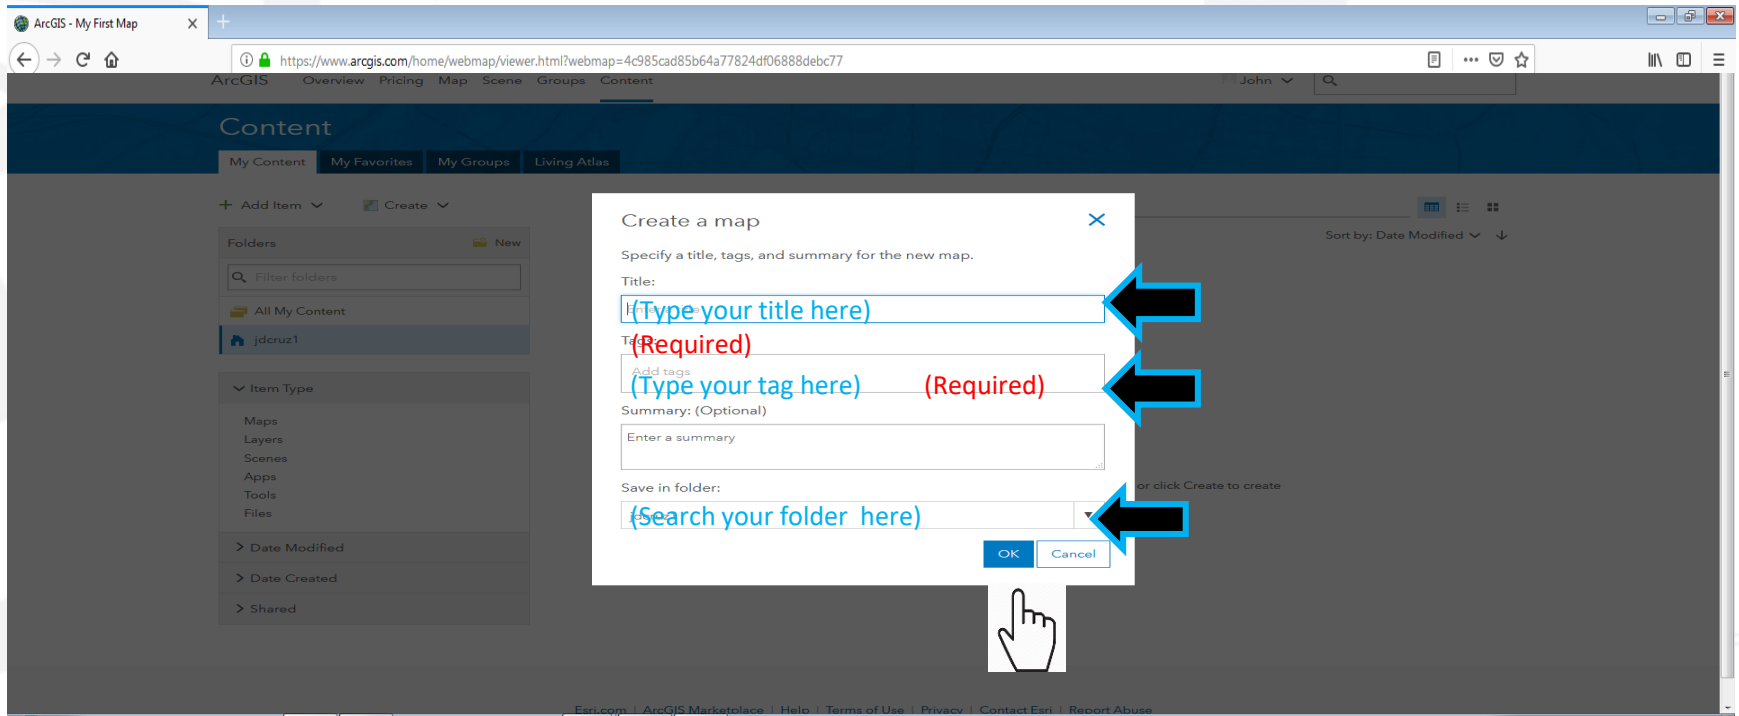 ArcGIS - My First Map
https://www.arcgis.com/home/webmap/viewer.html?webmap=4c985cad85b64a77824df06888debc77
ArcGIS Overview Pricing Map Scene Groups Content John
Content
My Content My Favorites My Groups Living Atlas
Add Item Create
Folders New
Filter folders
All My Content
jdcruz1
Item Type
Maps
Layers
Scenes
Apps
Tools
Files
Date Modified
Date Created
Shared
Sort by: Date Modified
Create a map
Specify a title, tags, and summary for the new map.
Title:
(Type your title here)
(Required)
Tags:
Add tags
(Type your tag here) (Required)
Summary: (Optional)
Enter a summary
Save in folder:
(Search your folder here)
OK Cancel
or click Create to create
Esri.com | ArcGIS Marketplace | Help | Terms of Use | Privacy | Contact Esri | Report Abuse